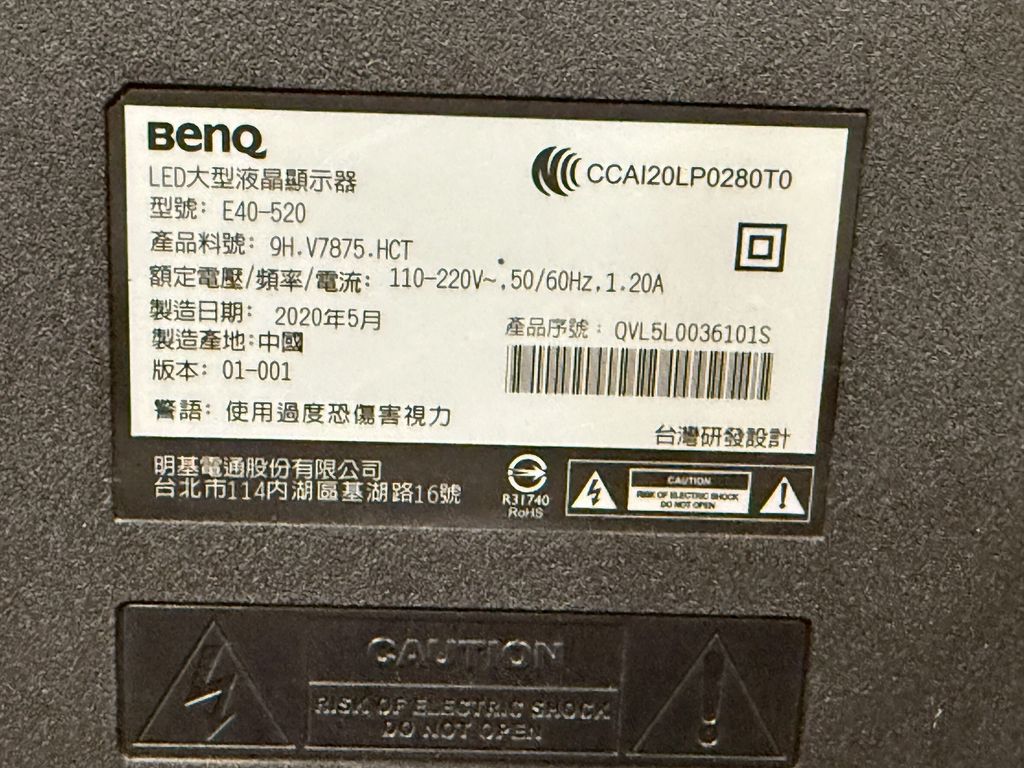 BenQ
LED大型液晶顯示器
型號: E40-520
產品料號: 9H.V7875.HCT
額定電壓/頻率/電流: 110-220V~,50/60Hz,1.20A
製造日期: 2020年5月
製造產地:中國
版本: 01-001
警語: 使用過度恐傷害視力
CCAI20LP0280T0
產品序號: QVL5L0036101S
台灣研發設計
明基電通股份有限公司
台北市114內湖區基湖路16號
R31740
RoHS
CAUTION
RISK OF ELECTRIC SHOCK
DO NOT OPEN
CAUTION
RISK OF ELECTRIC SHOCK
DO NOT OPEN